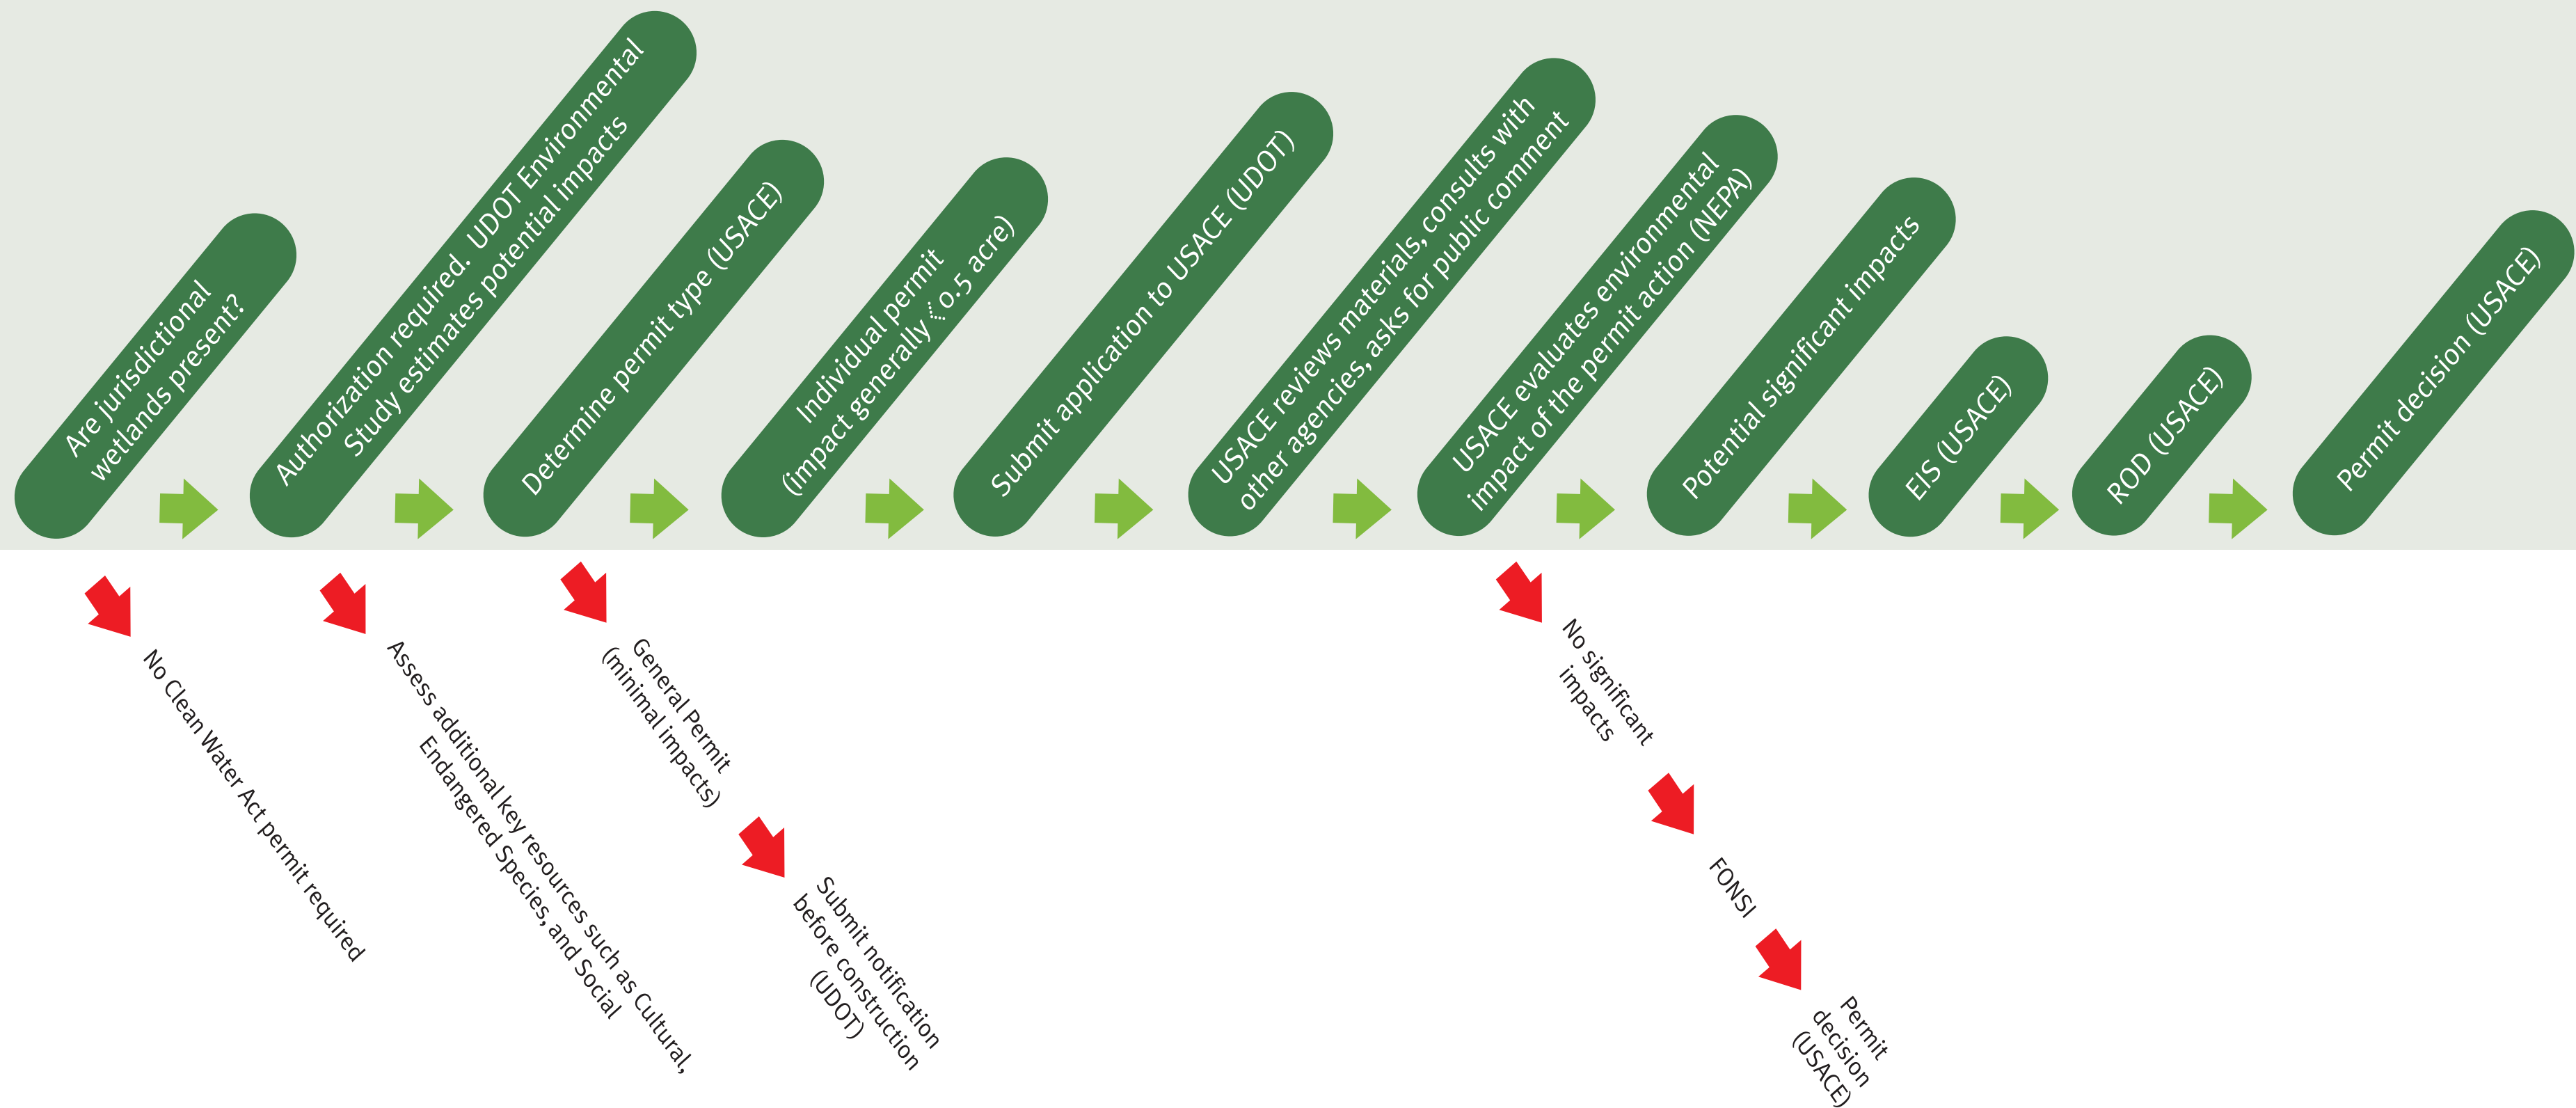 Are jurisdictional
wetlands present?
Authorization required. UDOT Environmental
Study estimates potential impacts
Determine permit type (USACE)
Individual permit
(impact generally 0.5 acre)
Submit application to USACE (UDOT)
USACE reviews materials, consults with
other agencies, asks for public comment
USACE evaluates environmental
impact of the permit action (NEPA)
Potential significant impacts
EIS (USACE)
ROD (USACE)
Permit decision (USACE)
No Clean Water Act permit required
Assess additional key resources such as Cultural,
Endangered Species, and Social
General Permit
(minimal impacts)
Submit notification
before construction
(UDOT)
No significant
impacts
FONSI
Permit
decision
(USACE)